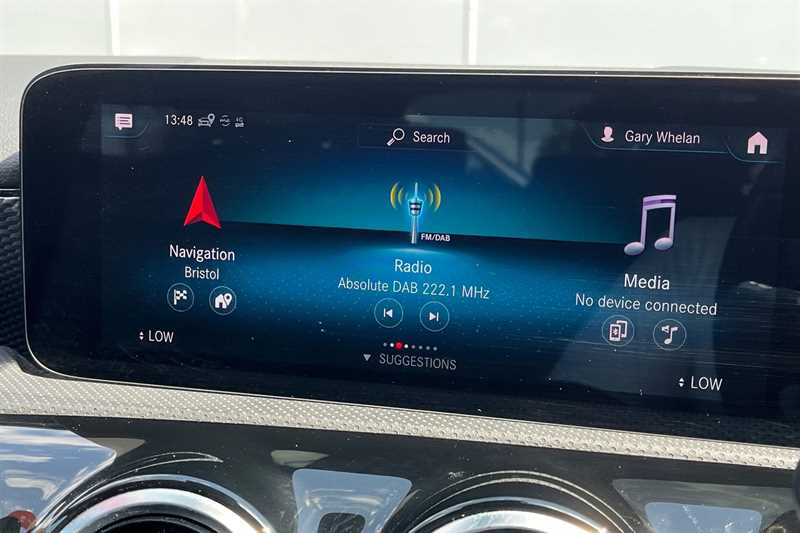 13:48
4G
Search
Gary Whelan
FM/DAB
Navigation
Bristol
Radio
Absolute DAB 222.1 MHz
Media
No device connected
LOW
SUGGESTIONS
LOW